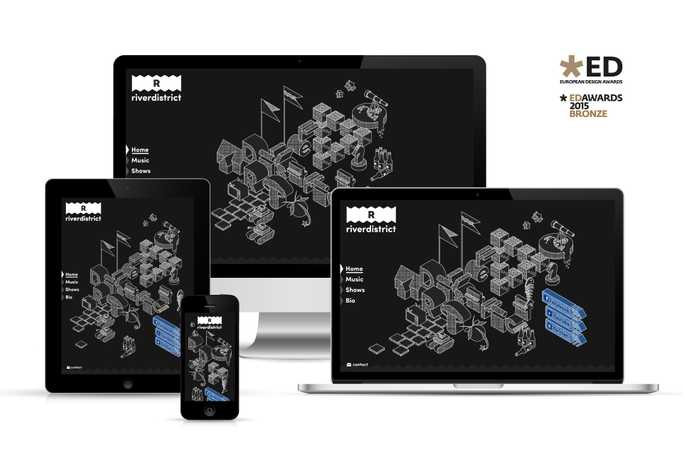 R
riverdistrict
Home
Music
Shows
ED
EUROPEAN DESIGN AWARDS
EDAWARDS
2015
BRONZE
R
riverdistrict
Home
Music
Shows
Bio
contact
riverdistrict
R
riverdistrict
Home
Music
Shows
Bio
contact